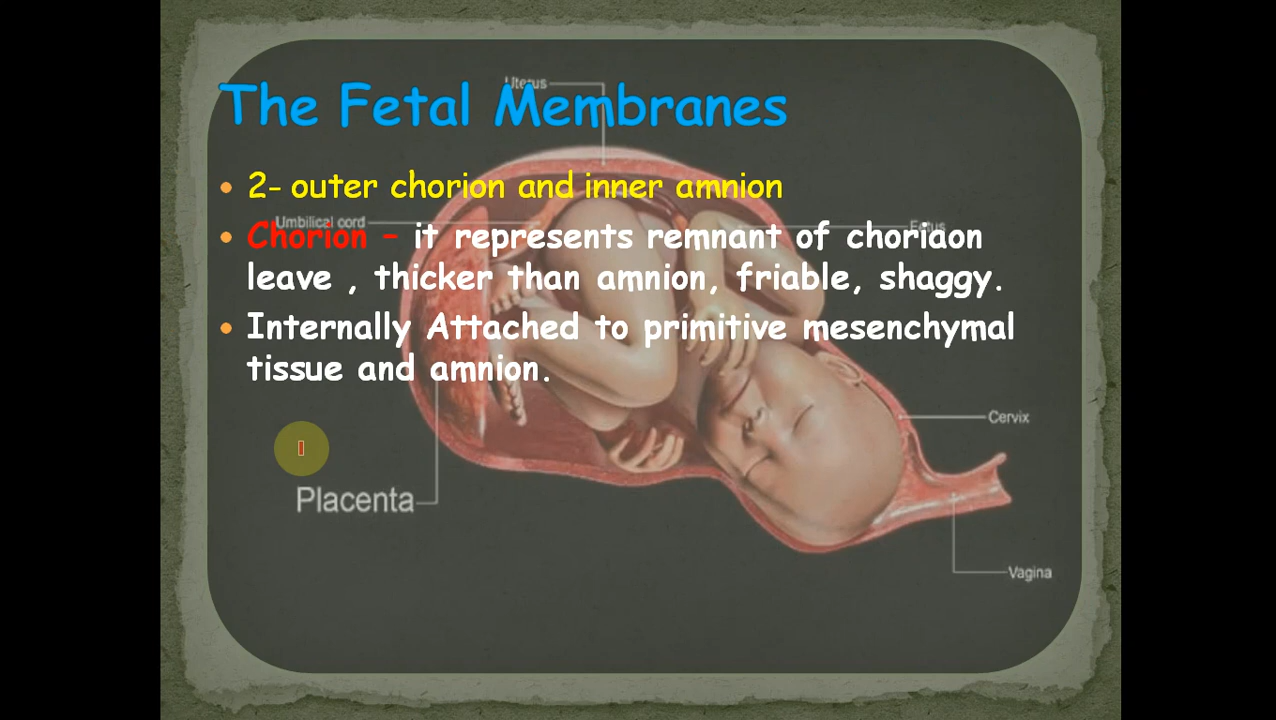 The Fetal Membranes
Uterus
2- outer chorion and inner amnion
Umbilical cord
Fetus
Chorion – it represents remnant of choriaon
leave , thicker than amnion, friable, shaggy.
Internally Attached to primitive mesenchymal
tissue and amnion.
Cervix
Placenta
Vagina